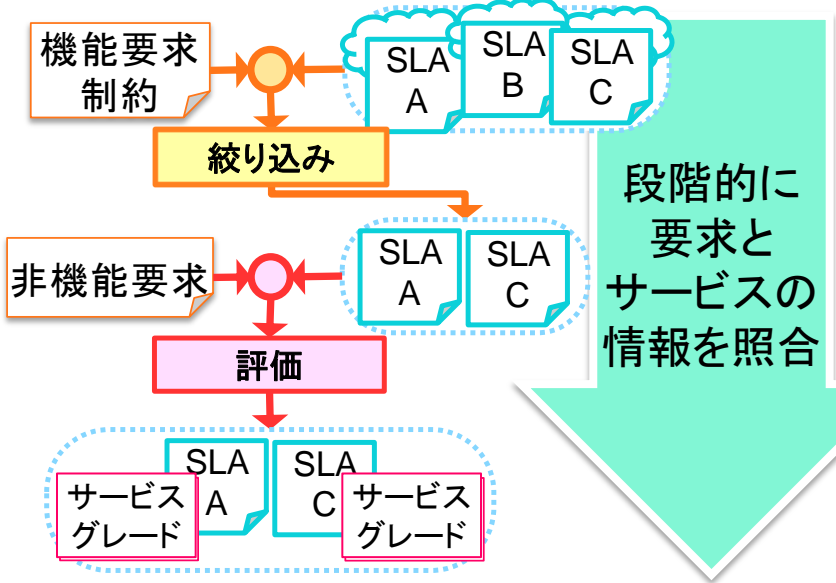 機能要求
制約
SLA
A
SLA
B
SLA
C
絞り込み
非機能要求
SLA
A
SLA
C
評価
SLA
A
SLA
C
サービス
グレード
サービス
グレード
段階的に
要求と
サービスの
情報を照合